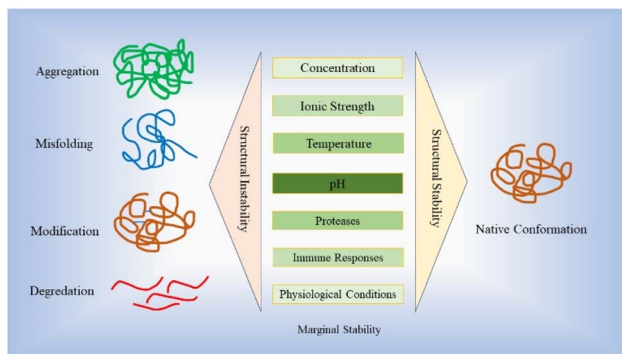 Aggregation
Misfolding
Modification
Degredation
Structural Instability
Concentration
Ionic Strength
Temperature
pH
Proteases
Immune Responses
Physiological Conditions
Marginal Stability
Structural Stability
Native Conformation